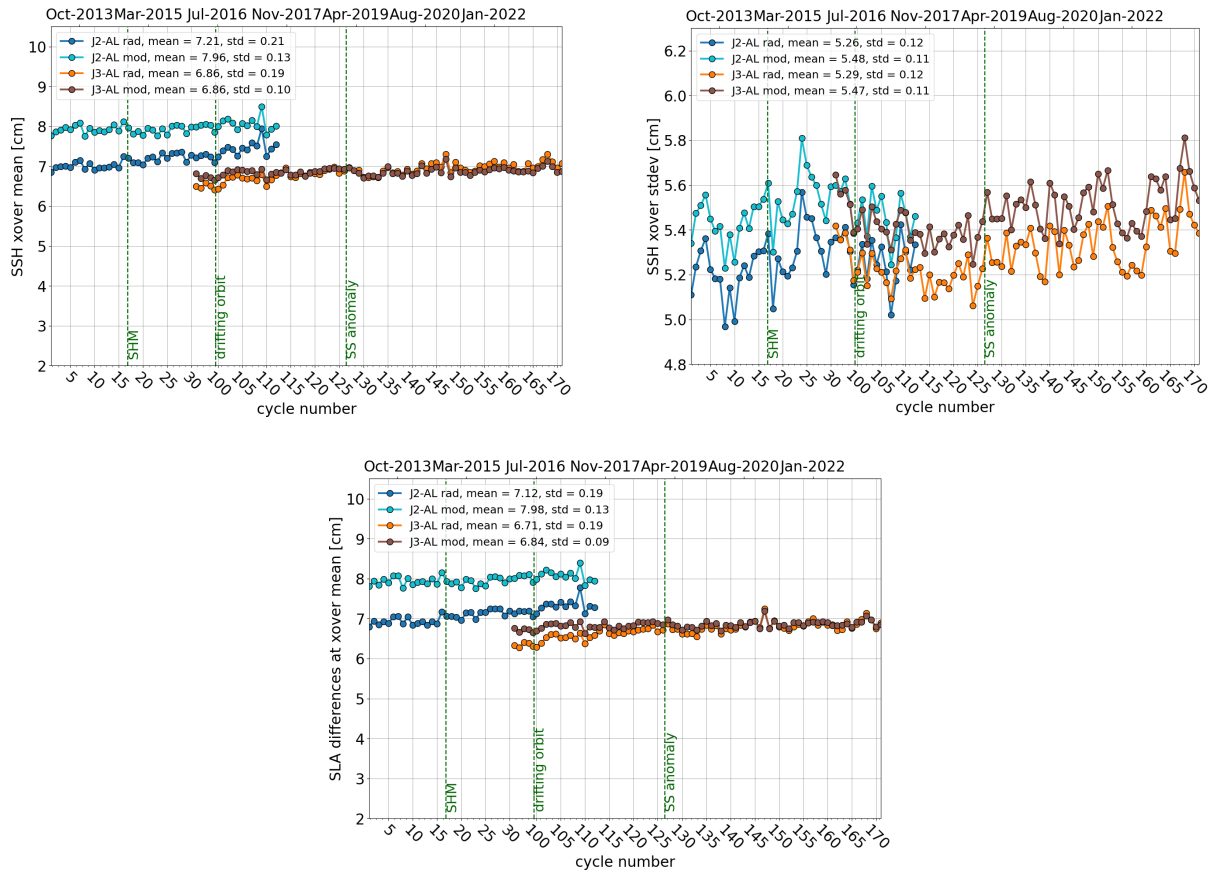 Oct-2013Mar-2015 Jul-2016 Nov-2017Apr-2019Aug-2020Jan-2022
10
9
8
7
6
5
4
3
2
SSH xover mean [cm]
J2-AL rad, mean = 7.21, std = 0.21
J2-AL mod, mean = 7.96, std = 0.13
J3-AL rad, mean = 6.86, std = 0.19
J3-AL mod, mean = 6.86, std = 0.10
SHM
drifting orbit
SS anomaly
5 10 15 20 25 100 105 110 115 125 130 135 140 145 150 155 160 165 170
cycle number
Oct-2013Mar-2015 Jul-2016 Nov-2017Apr-2019Aug-2020Jan-2022
6.2
6.0
5.8
5.6
5.4
5.2
5.0
4.8
SSH xover stdev [cm]
J2-AL rad, mean = 5.26, std = 0.12
J2-AL mod, mean = 5.48, std = 0.11
J3-AL rad, mean = 5.29, std = 0.12
J3-AL mod, mean = 5.47, std = 0.11
SHM
drifting orbit
SS anomaly
5 10 15 20 25 100 105 110 115 125 130 135 140 145 150 155 160 165 170
cycle number
Oct-2013Mar-2015 Jul-2016 Nov-2017Apr-2019Aug-2020Jan-2022
10
9
8
7
6
5
4
3
2
SLA differences at xover mean [cm]
J2-AL rad, mean = 7.12, std = 0.19
J2-AL mod, mean = 7.98, std = 0.13
J3-AL rad, mean = 6.71, std = 0.19
J3-AL mod, mean = 6.84, std = 0.09
SHM
drifting orbit
SS anomaly
5 10 15 20 25 100 105 110 115 125 130 135 140 145 150 155 160 165 170
cycle number